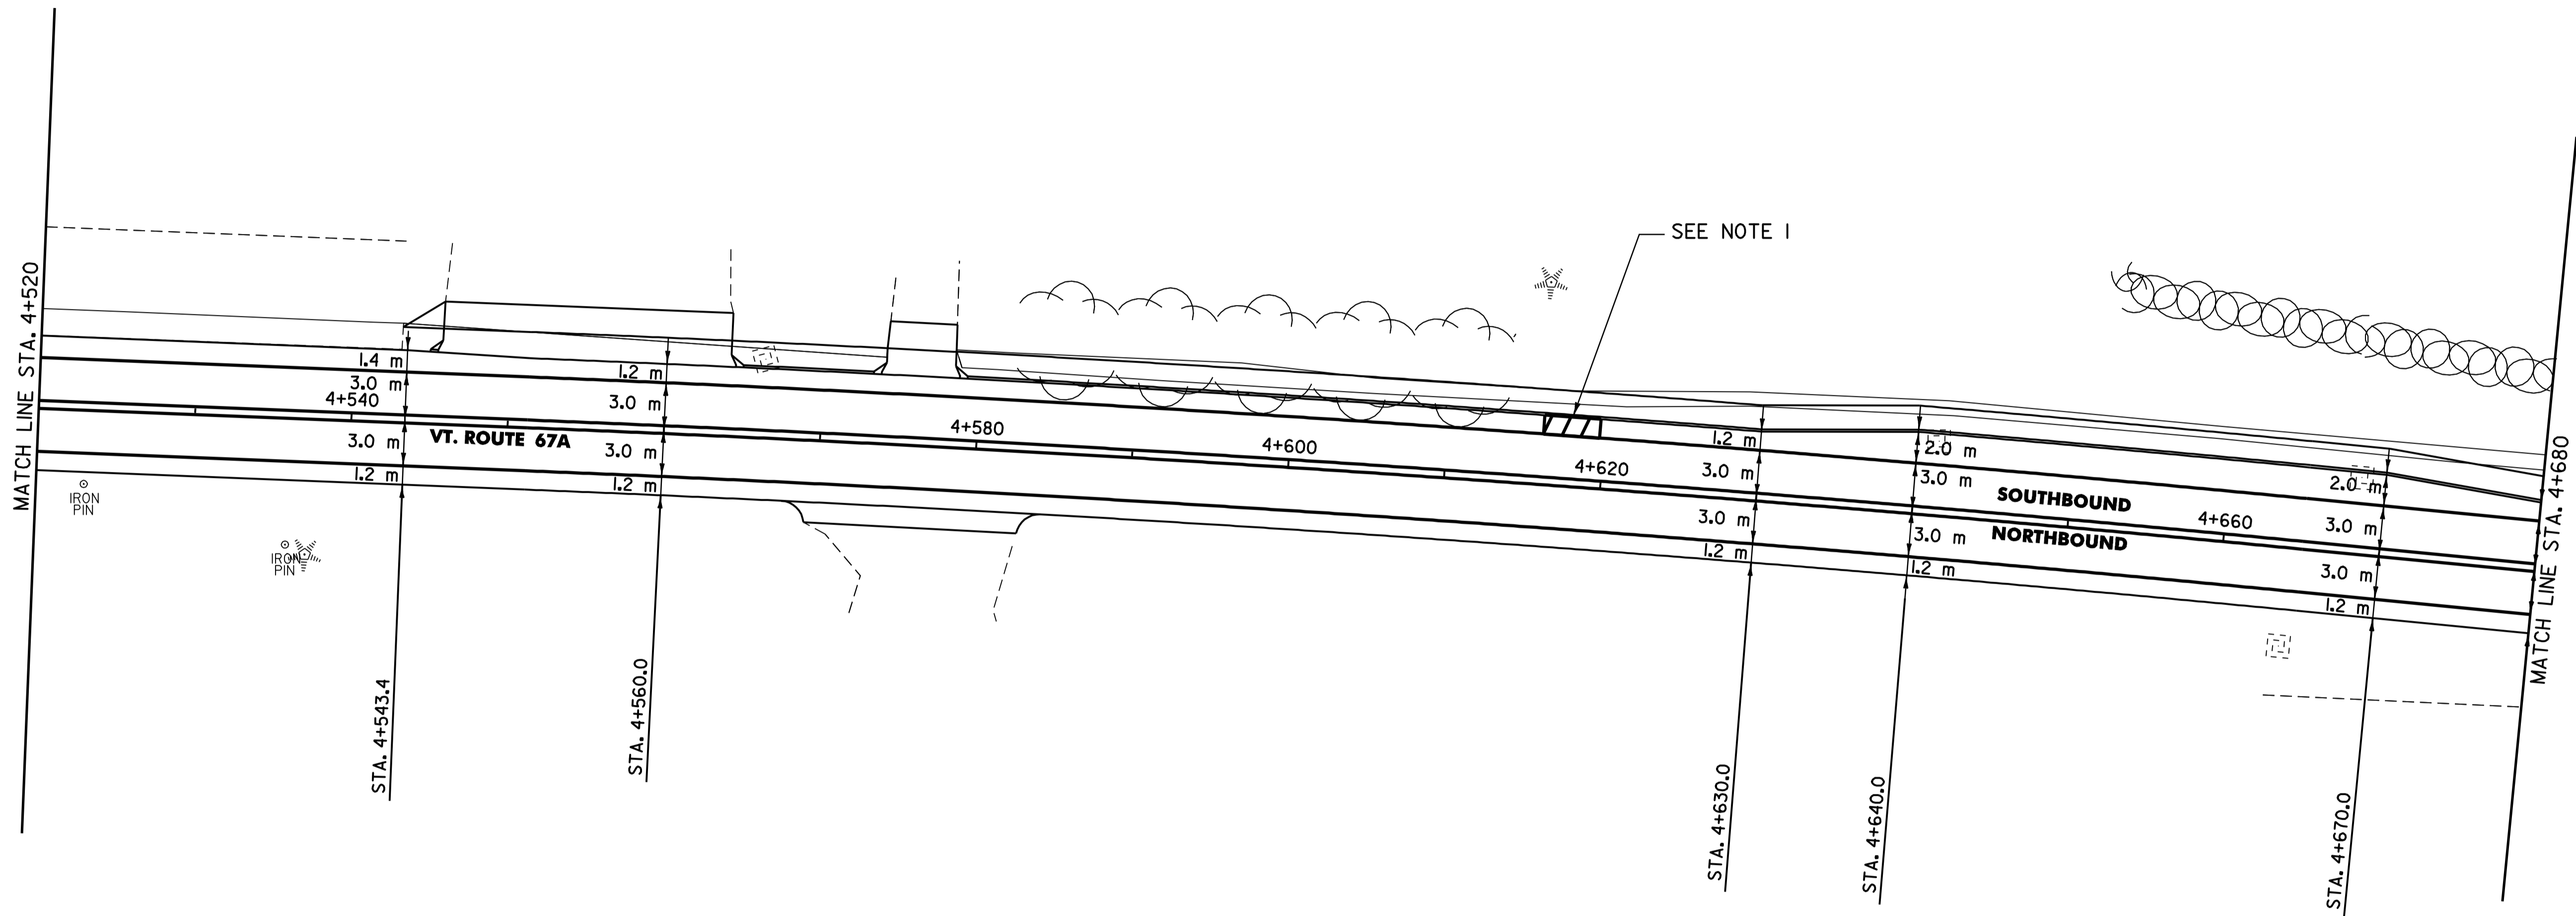 MATCH LINE STA. 4+520
SEE NOTE 1
1.4 m
3.0 m
4+540
3.0 m
1.2 m
VT. ROUTE 67A
1.2 m
3.0 m
3.0 m
1.2 m
4+580
4+600
4+620
1.2 m
3.0 m
3.0 m
1.2 m
2.0 m
3.0 m
3.0 m
1.2 m
SOUTHBOUND
NORTHBOUND
4+660
2.0 m
3.0 m
3.0 m
1.2 m
IRON
PIN
IRON
PIN
STA. 4+543.4
STA. 4+560.0
STA. 4+630.0
STA. 4+640.0
STA. 4+670.0
MATCH LINE STA. 4+680